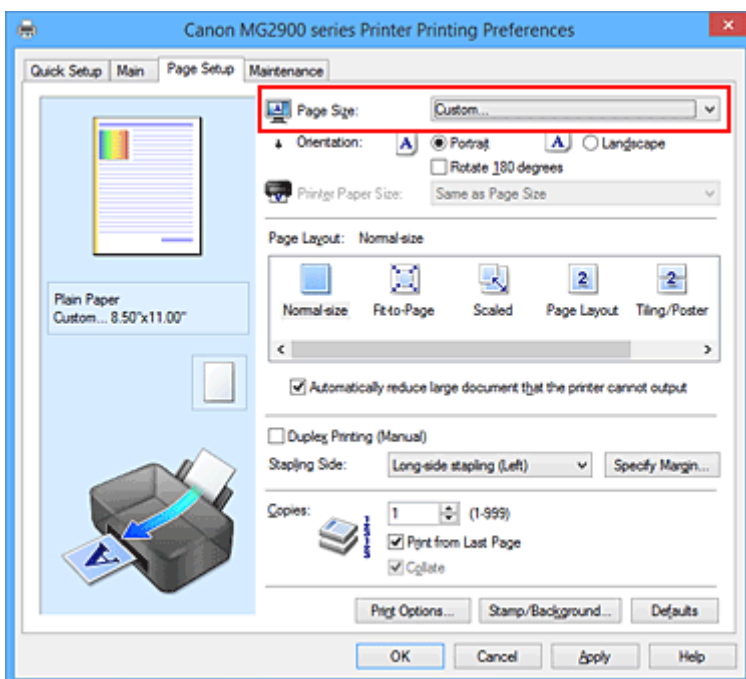 Canon MG2900 series Printer Printing Preferences
Quick Setup Main Page Setup Maintenance
Page Size: Custom...
Orientation: A Portrait A Landscape
Rotate 180 degrees
Printer Paper Size: Same as Page Size
Page Layout: Normal-size
Normal-size Fit-to-Page Scaled Page Layout Tiling/Poster
Plain Paper
Custom... 8.50"x11.00"
Automatically reduce large document that the printer cannot output
Duplex Printing (Manual)
Stapling Side: Long-side stapling (Left) Specify Margin...
Copies: 1 (1-999)
Print from Last Page
Collate
Print Options... Stamp/Background... Defaults
OK Cancel Apply Help